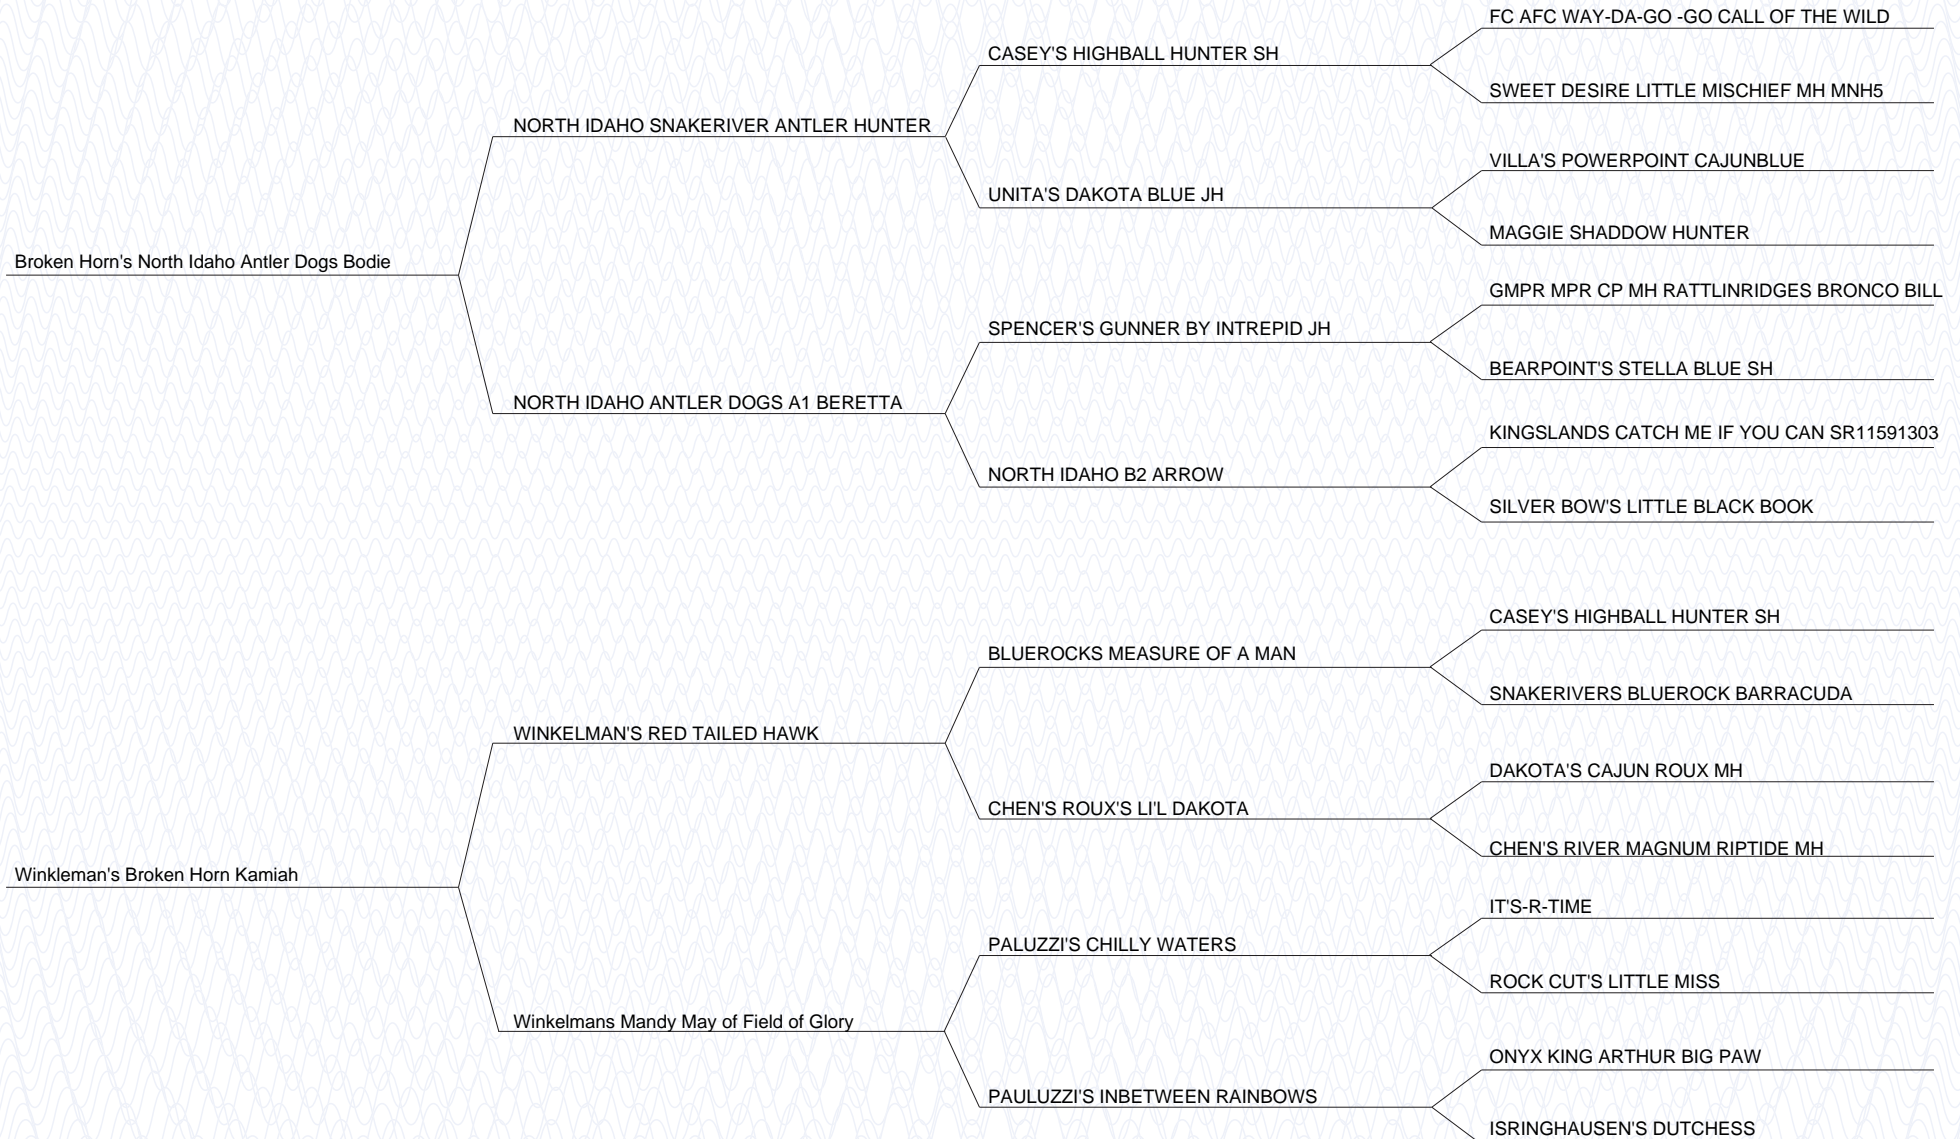 FC AFC WAY-DA-GO -GO CALL OF THE WILD
CASEY'S HIGHBALL HUNTER SH
SWEET DESIRE LITTLE MISCHIEF MH MNH5
NORTH IDAHO SNAKERIVER ANTLER HUNTER
VILLA'S POWERPOINT CAJUNBLUE
UNITA'S DAKOTA BLUE JH
MAGGIE SHADDOW HUNTER
Broken Horn's North Idaho Antler Dogs Bodie
GMPR MPR CP MH RATTLINRIDGES BRONCO BILL
SPENCER'S GUNNER BY INTREPID JH
BEARPOINT'S STELLA BLUE SH
NORTH IDAHO ANTLER DOGS A1 BERETTA
KINGSLANDS CATCH ME IF YOU CAN SR11591303
NORTH IDAHO B2 ARROW
SILVER BOW'S LITTLE BLACK BOOK
CASEY'S HIGHBALL HUNTER SH
BLUEROCKS MEASURE OF A MAN
SNAKERIVERS BLUEROCK BARRACUDA
WINKELMAN'S RED TAILED HAWK
DAKOTA'S CAJUN ROUX MH
CHEN'S ROUX'S LI'L DAKOTA
CHEN'S RIVER MAGNUM RIPTIDE MH
Winkleman's Broken Horn Kamiah
IT'S-R-TIME
PALUZZI'S CHILLY WATERS
ROCK CUT'S LITTLE MISS
Winkelmans Mandy May of Field of Glory
ONYX KING ARTHUR BIG PAW
PAULUZZI'S INBETWEEN RAINBOWS
ISRINGHAUSEN'S DUTCHESS